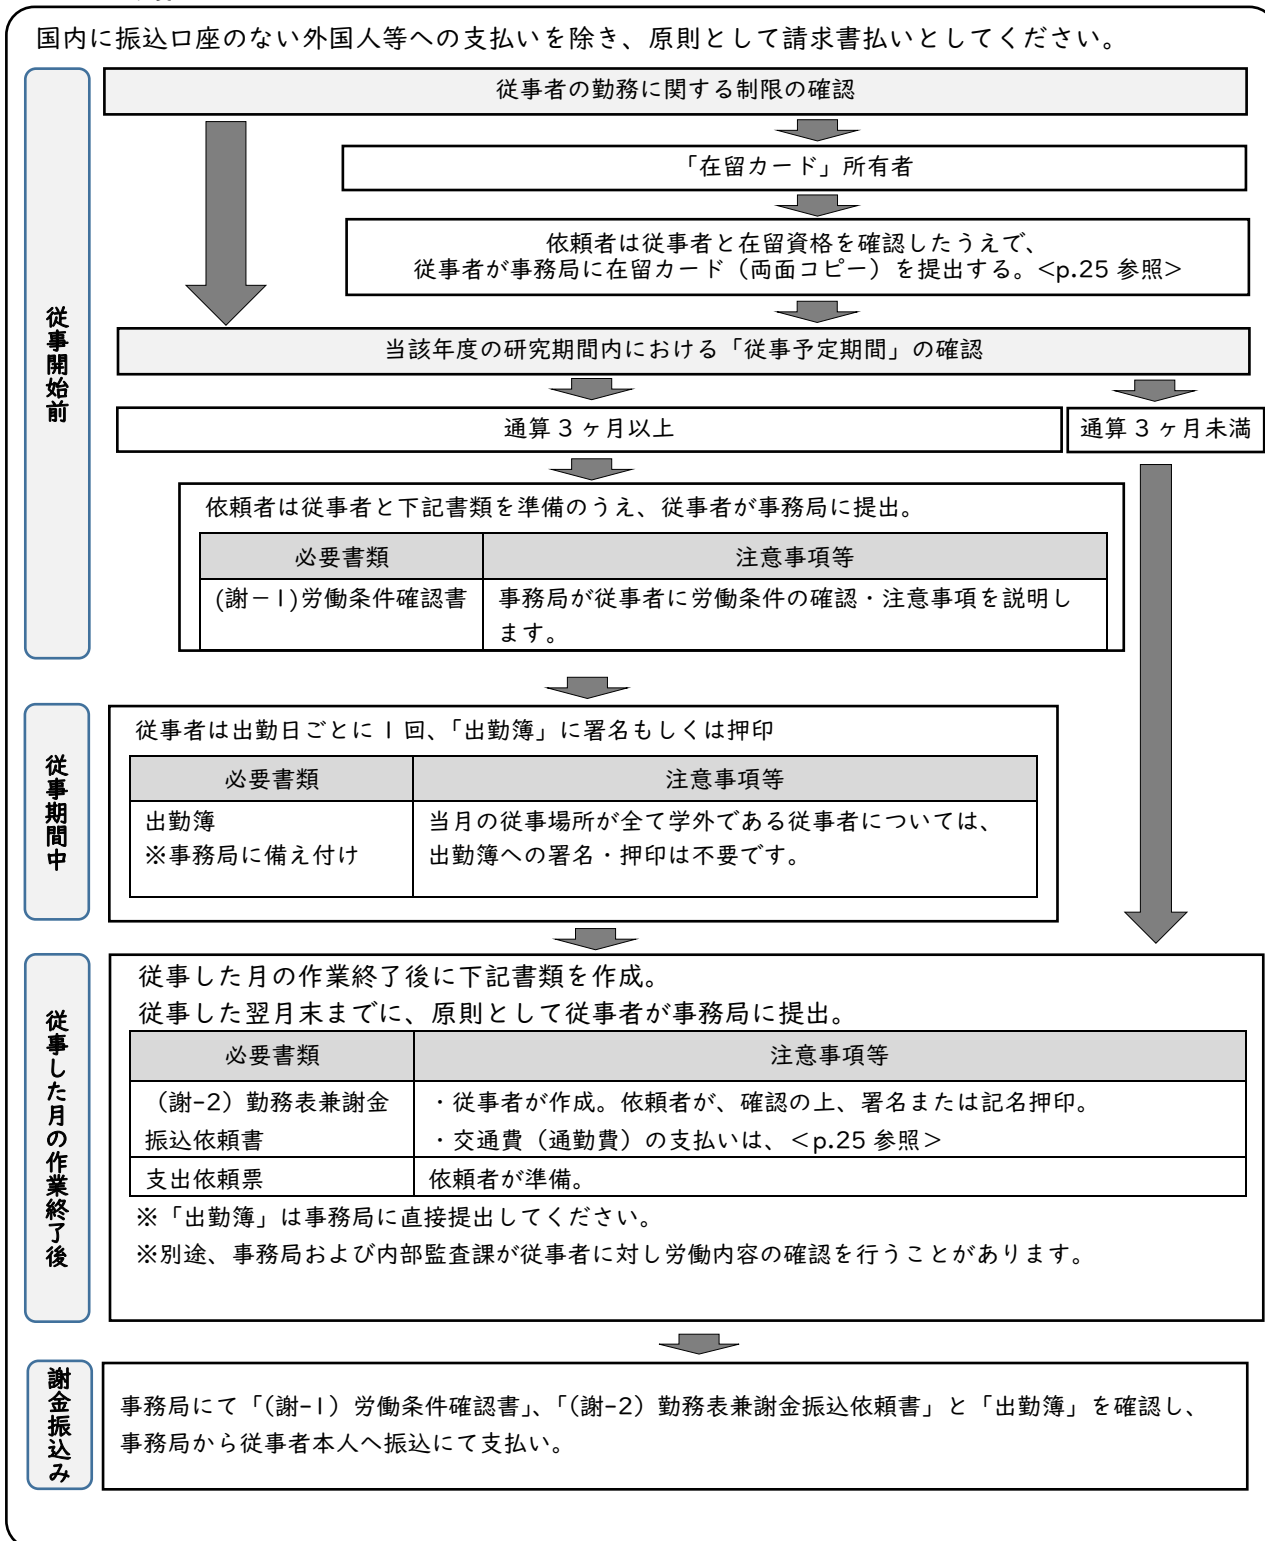 国内に振込口座のない外国人等への支払いを除き、原則として請求書払いとしてください。
従事開始前
従事者の勤務に関する制限の確認
「在留カード」所有者
依頼者は従事者と在留資格を確認したうえで、
従事者が事務局に在留カード（両面コピー）を提出する。<p.25 参照>
当該年度の研究期間内における「従事予定期間」の確認
通算３ヶ月以上
通算３ヶ月未満
依頼者は従事者と下記書類を準備のうえ、従事者が事務局に提出。
必要書類
注意事項等
(謝－1)労働条件確認書
事務局が従事者に労働条件の確認・注意事項を説明し
ます。
従事期間中
従事者は出勤日ごとに１回、「出勤簿」に署名もしくは押印
必要書類
注意事項等
出勤簿
※事務局に備え付け
当月の従事場所が全て学外である従事者については、
出勤簿への署名・押印は不要です。
従事した月の作業終了後
従事した月の作業終了後に下記書類を作成。
従事した翌月末までに、原則として従事者が事務局に提出。
必要書類
注意事項等
（謝−2）勤務表兼謝金
振込依頼書
・従事者が作成。依頼者が、確認の上、署名または記名押印。
・交通費（通勤費）の支払いは、＜p.25 参照＞
支出依頼票
依頼者が準備。
※「出勤簿」は事務局に直接提出してください。
※別途、事務局および内部監査課が従事者に対し労働内容の確認を行うことがあります。
謝金振込み
事務局にて「(謝−1）労働条件確認書」、「(謝−2）勤務表兼謝金振込依頼書」と「出勤簿」を確認し、
事務局から従事者本人へ振込にて支払い。